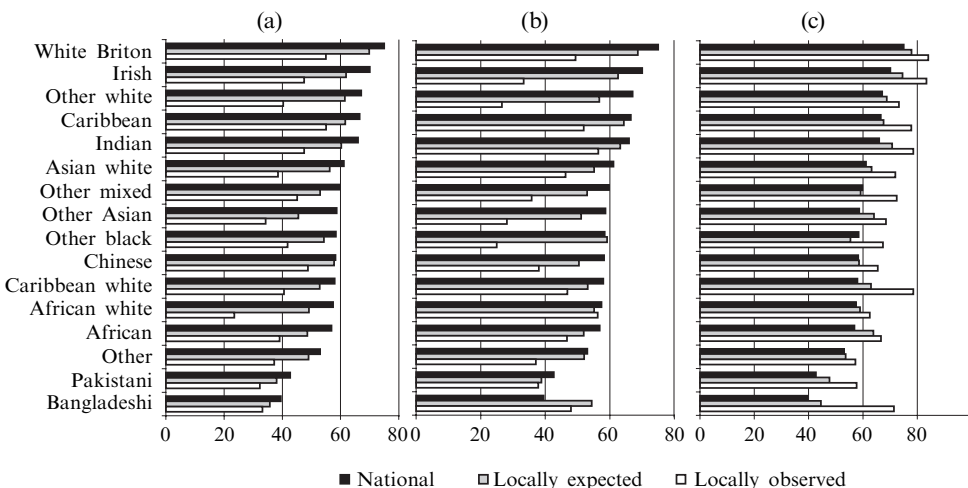 (a) (b) (c)
White Briton
Irish
Other white
Caribbean
Indian
Asian white
Other mixed
Other Asian
Other black
Chinese
Caribbean white
African white
African
Other
Pakistani
Bangladeshi
0 20 40 60 80 0 20 40 60 80 0 20 40 60 80
National Locally expected Locally observed